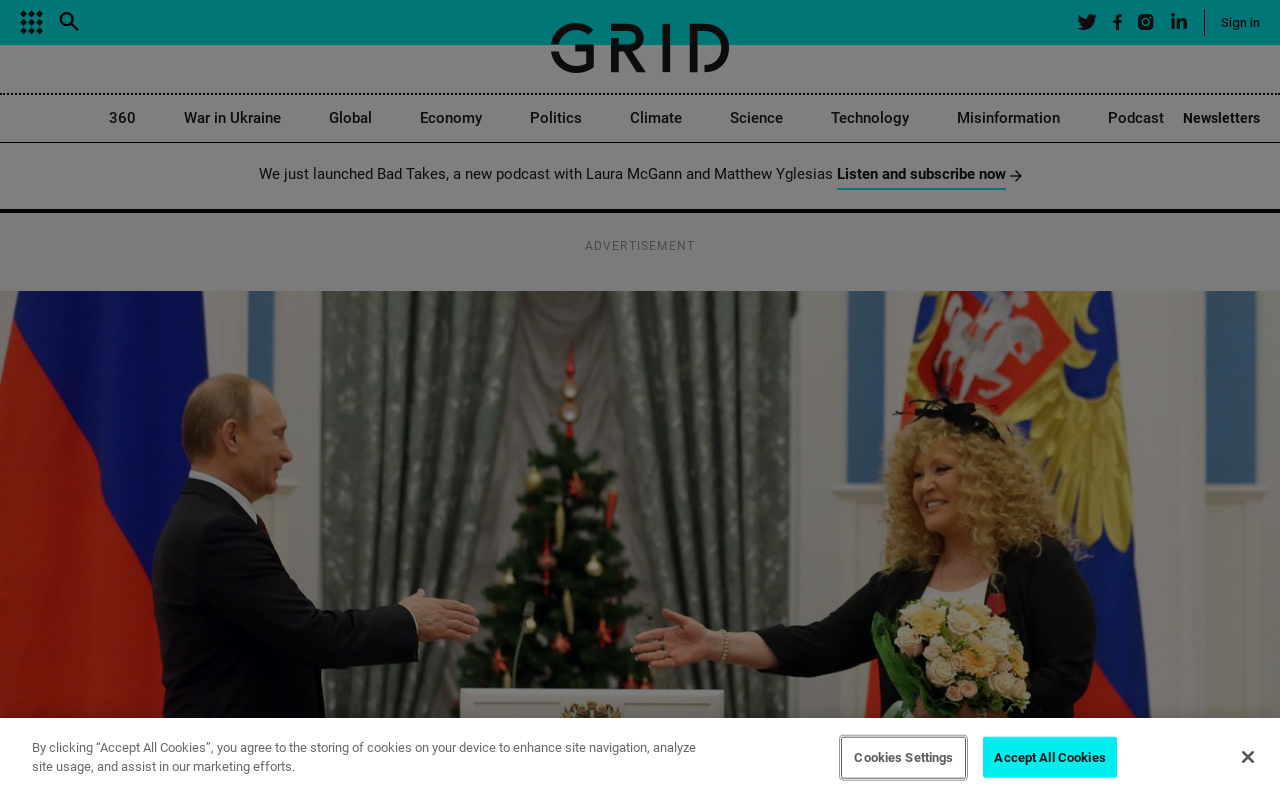 Sign in
GRID
360 War in Ukraine Global Economy Politics Climate Science Technology Misinformation Podcast Newsletters
We just launched Bad Takes, a new podcast with Laura McGann and Matthew Yglesias Listen and subscribe now
ADVERTISEMENT
By clicking “Accept All Cookies”, you agree to the storing of cookies on your device to enhance site navigation, analyze
site usage, and assist in our marketing efforts.
Cookies Settings
Accept All Cookies